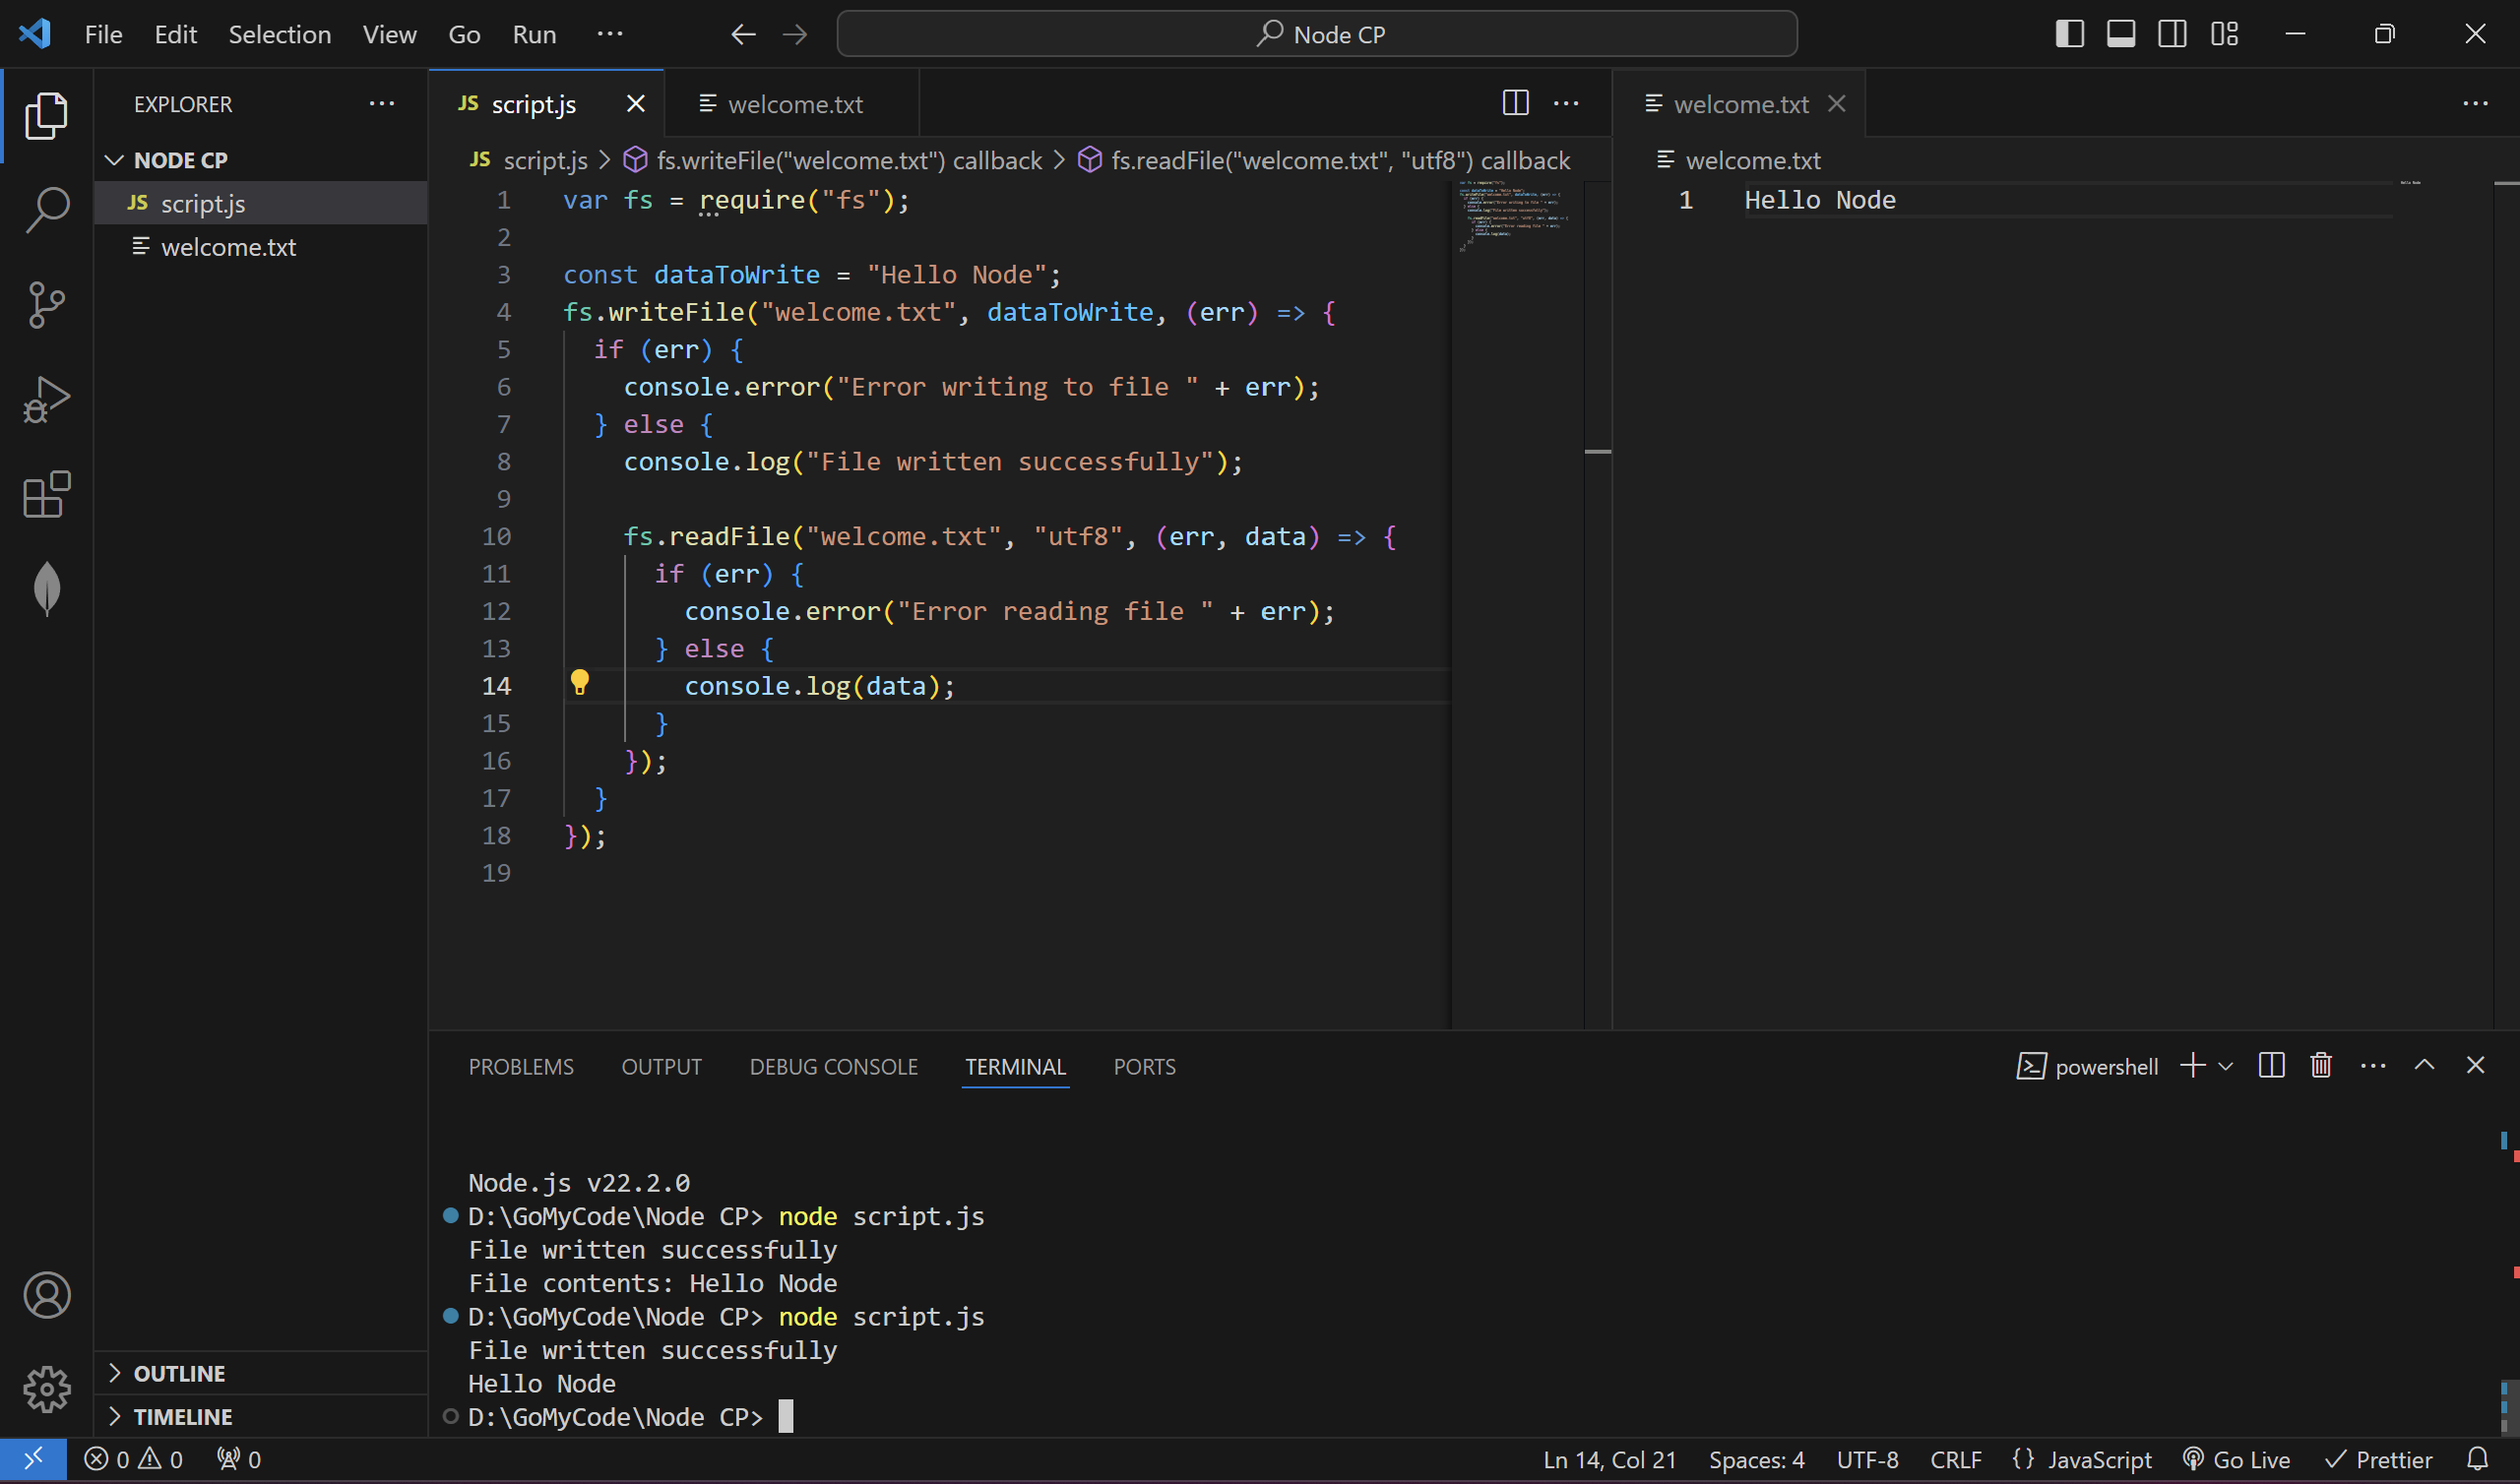 File Edit Selection View Go Run ··· Node CP
EXPLORER ···
NODE CP
JS script.js
welcome.txt
OUTLINE
TIMELINE
JS script.js welcome.txt ···
JS script.js > fs.writeFile("welcome.txt") callback > fs.readFile("welcome.txt", "utf8") callback
1 var fs = require("fs");
2
3 const dataToWrite = "Hello Node";
4 fs.writeFile("welcome.txt", dataToWrite, (err) => {
5 if (err) {
6 console.error("Error writing to file " + err);
7 } else {
8 console.log("File written successfully");
9
10 fs.readFile("welcome.txt", "utf8", (err, data) => {
11 if (err) {
12 console.error("Error reading file " + err);
13 } else {
14 console.log(data);
15 }
16 });
17 }
18 });
19
welcome.txt ···
welcome.txt
1 Hello Node
PROBLEMS OUTPUT DEBUG CONSOLE TERMINAL PORTS powershell ···
Node.js v22.2.0
D:\GoMyCode\Node CP> node script.js
File written successfully
File contents: Hello Node
D:\GoMyCode\Node CP> node script.js
File written successfully
Hello Node
D:\GoMyCode\Node CP>
0 0 0 Ln 14, Col 21 Spaces: 4 UTF-8 CRLF {} JavaScript Go Live Prettier